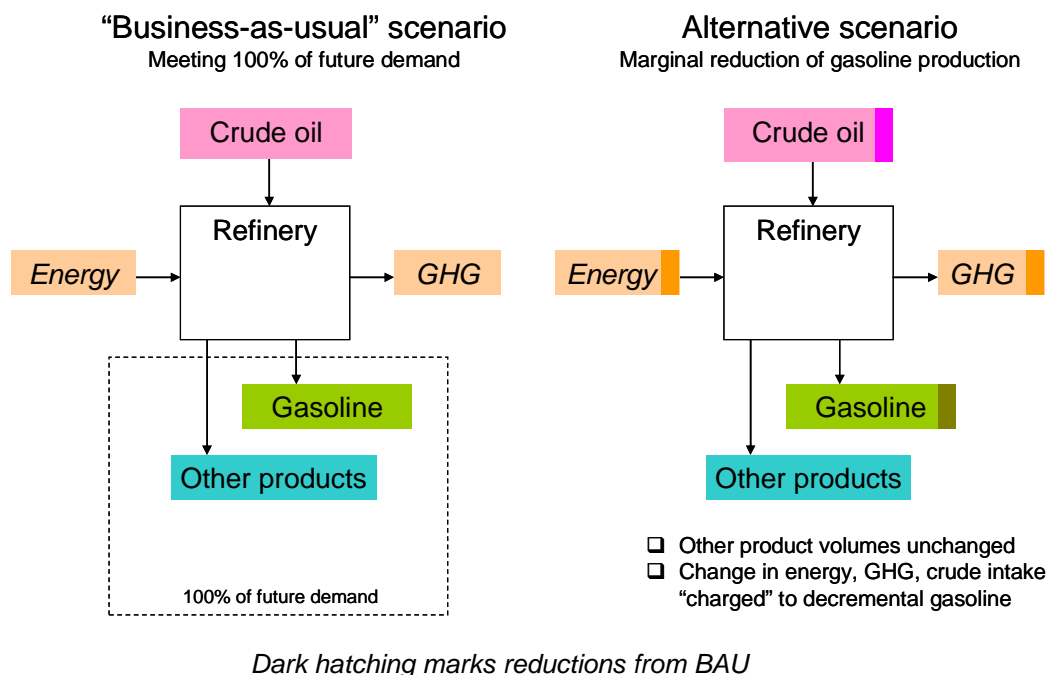 “Business-as-usual” scenario
Meeting 100% of future demand
Crude oil
Refinery
Energy
GHG
Gasoline
Other products
100% of future demand
Alternative scenario
Marginal reduction of gasoline production
Crude oil
Refinery
Energy
GHG
Gasoline
Other products
❑ Other product volumes unchanged
❑ Change in energy, GHG, crude intake
“charged” to decremental gasoline
Dark hatching marks reductions from BAU